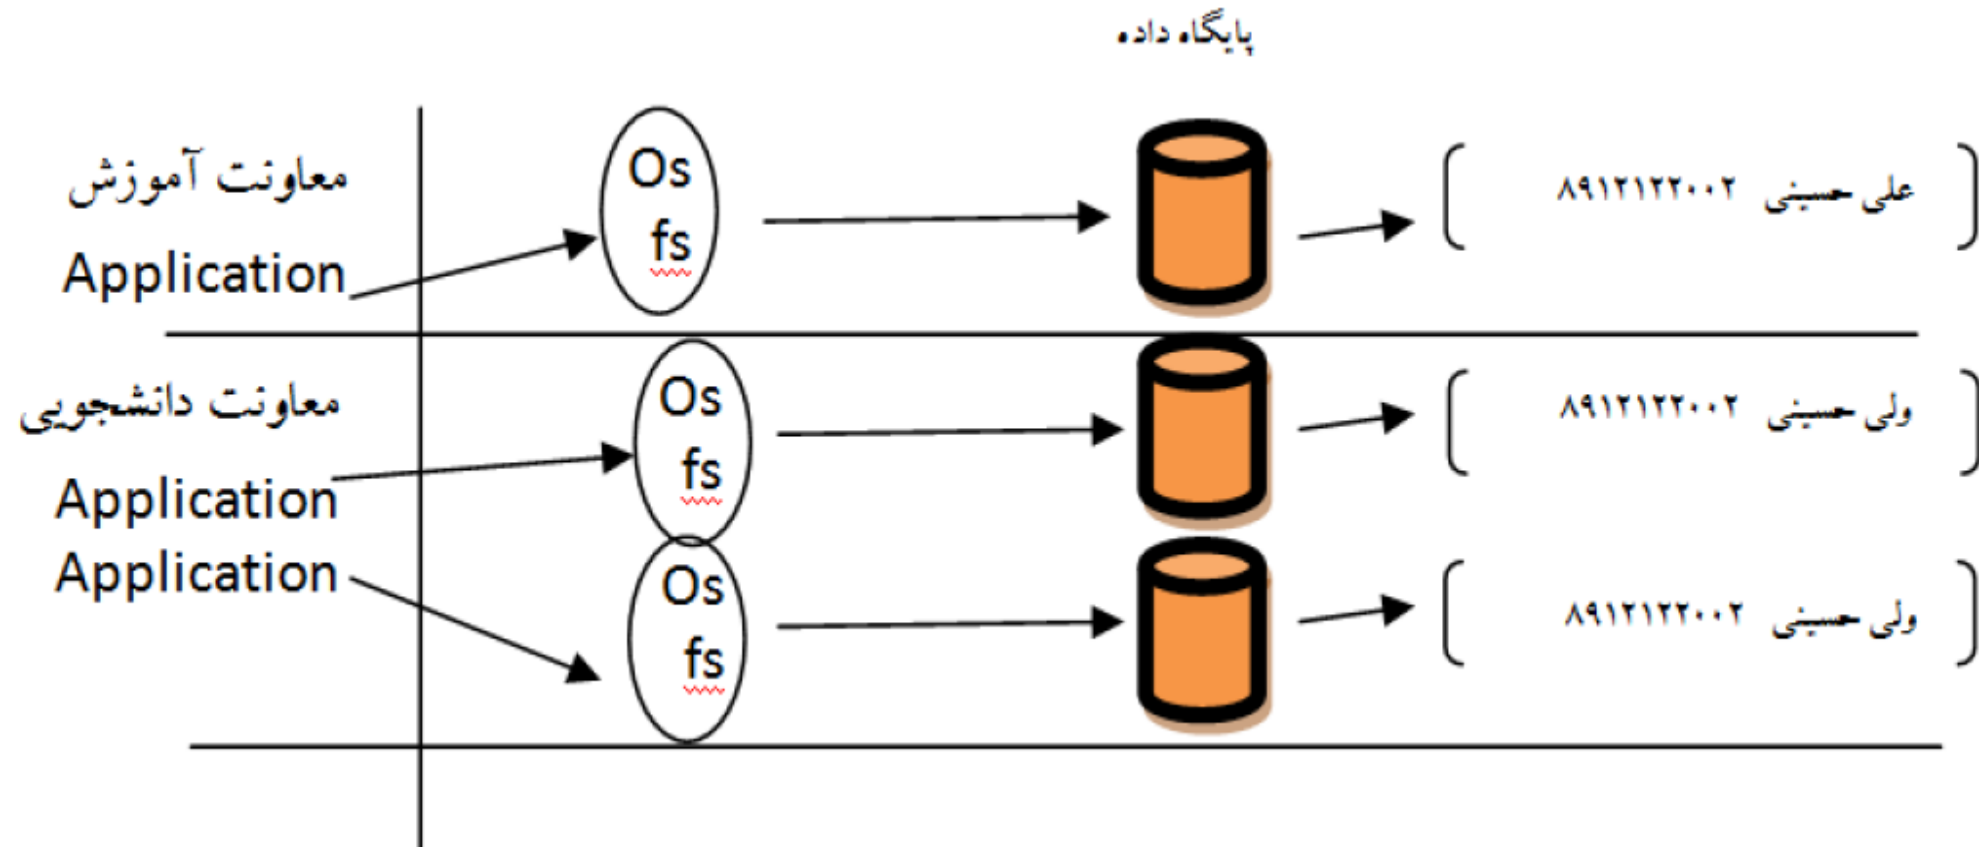 پایگاه داده
معاونت آموزش
Application
Os
fs
علی حسینی ۸۹۱۲۱۲۲۰۰۲
معاونت دانشجویی
Application
Os
fs
ولی حسینی ۸۹۱۲۱۲۲۰۰۲
Application
Os
fs
ولی حسینی ۸۹۱۲۱۲۲۰۰۲